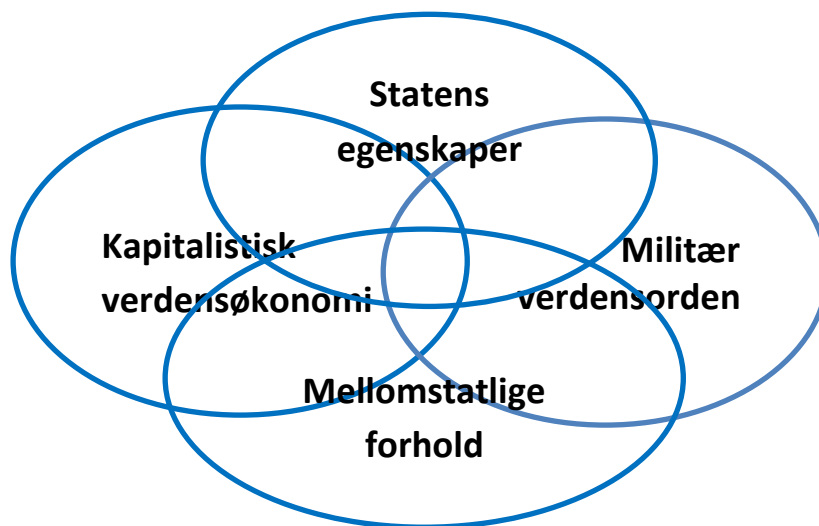 Statens
egenskaper
Kapitalistisk
verdensøkonomi
Militær
verdensorden
Mellomstatlige
forhold